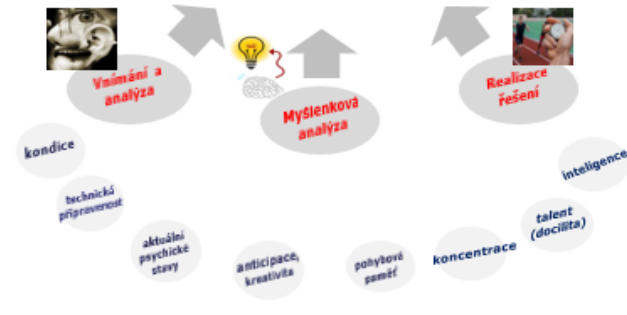 Vnímání a
analýza
Myšlenková
analýza
Realizace
řešení
kondice
technická
připravenost
aktuální
psychické
stavy
anticipace,
kreativita
pohybová
paměť
koncentrace
talent
(docilita)
inteligence